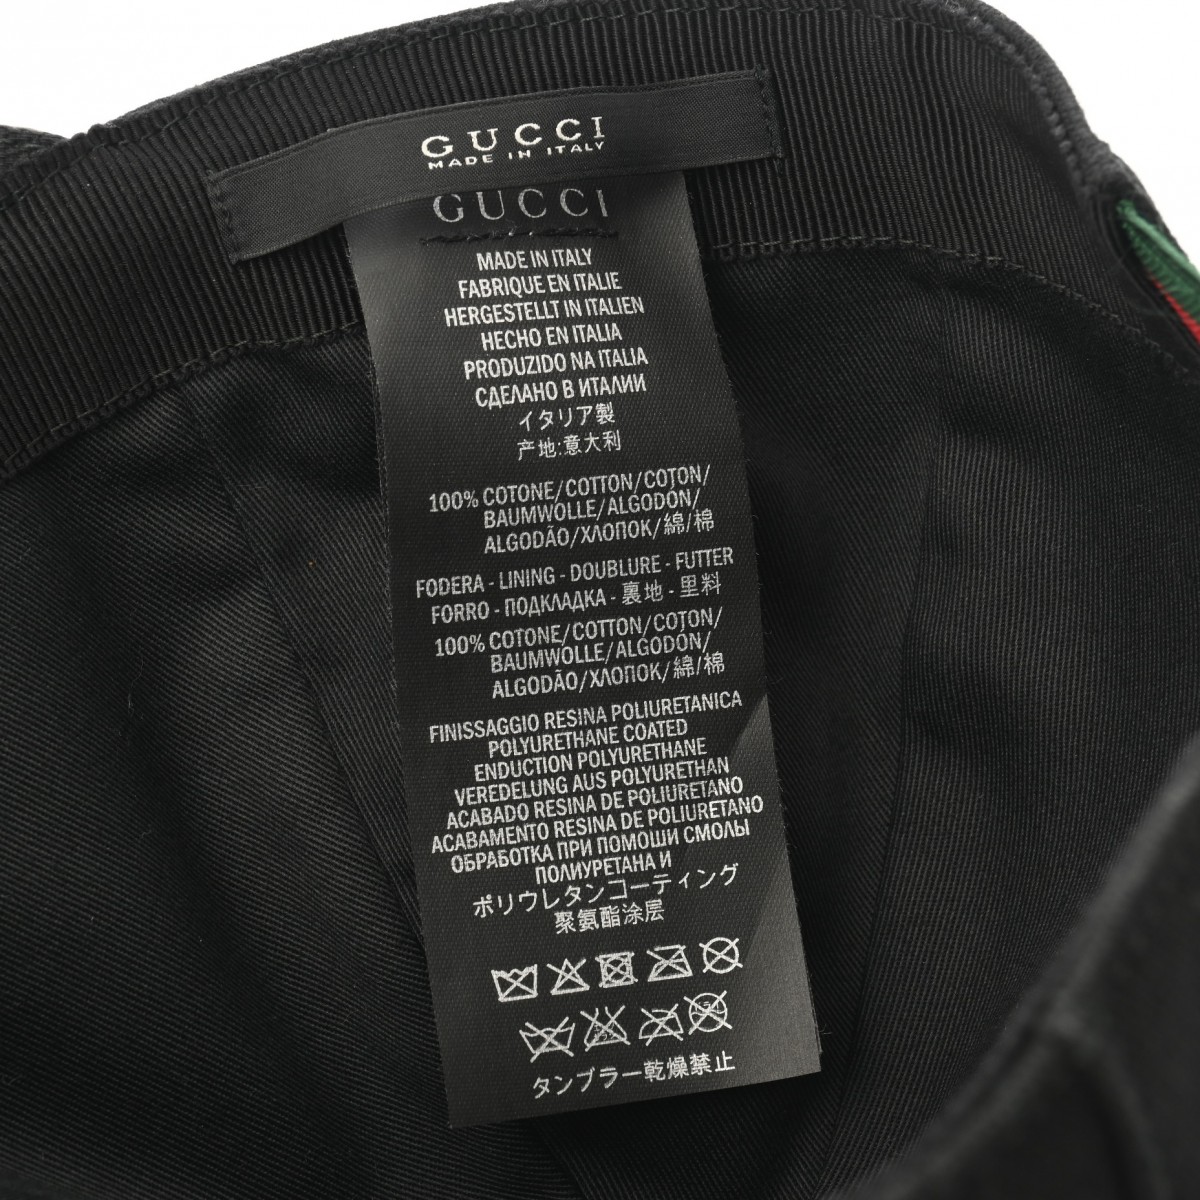 GUCCI
MADE IN ITALY
GUCCI
MADE IN ITALY
FABRIQUE EN ITALIE
HERGESTELLT IN ITALIEN
HECHO EN ITALIA
PRODUZIDO NA ITALIA
СДЕЛАНО В ИТАЛИИ
イタリア製
产地:意大利
100% COTONE/COTTON/COTON/
BAUMWOLLE/ALGODÓN/
ALGODÃO/ХЛОПОК/綿/棉
FODERA - LINING - DOUBLURE - FUTTER
FORRO - ПОДКЛАДКА - 裏地 - 里料
100% COTONE/COTTON/COTON/
BAUMWOLLE/ALGODÓN/
ALGODÃO/ХЛОПОК/綿/棉
FINISSAGGIO RESINA POLIURETANICA
POLYURETHANE COATED
ENDUCTION POLYURETHANE
VEREDELUNG AUS POLYURETHAN
ACABADO RESINA DE POLIURETANO
ACABAMENTO RESINA DE POLIURETANO
ОБРАБОТКА ПРИ ПОМОШИ СМОЛЫ
ПОЛИУРЕТАНА И
ポリウレタンコーティング
聚氨酯涂层
タンブラー乾燥禁止